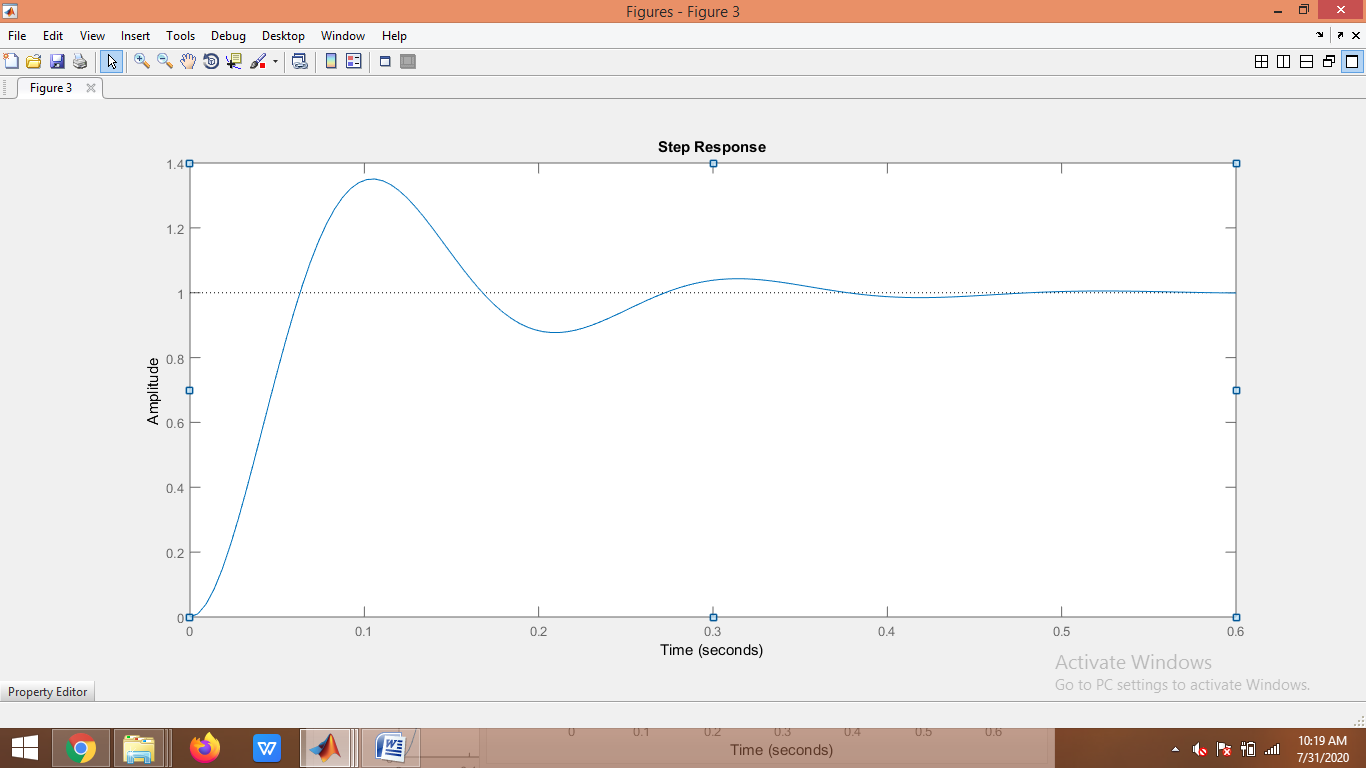 Figures - Figure 3
File Edit View Insert Tools Debug Desktop Window Help
Figure 3
Step Response
1.4
1.2
1
0.8
0.6
0.4
0.2
0
Amplitude
0 0.1 0.2 0.3 0.4 0.5 0.6
Time (seconds)
Activate Windows
Go to PC settings to activate Windows.
Property Editor
0 0.1 0.2 0.3 0.4 0.5 0.6
Time (seconds)
10:19 AM
7/31/2020